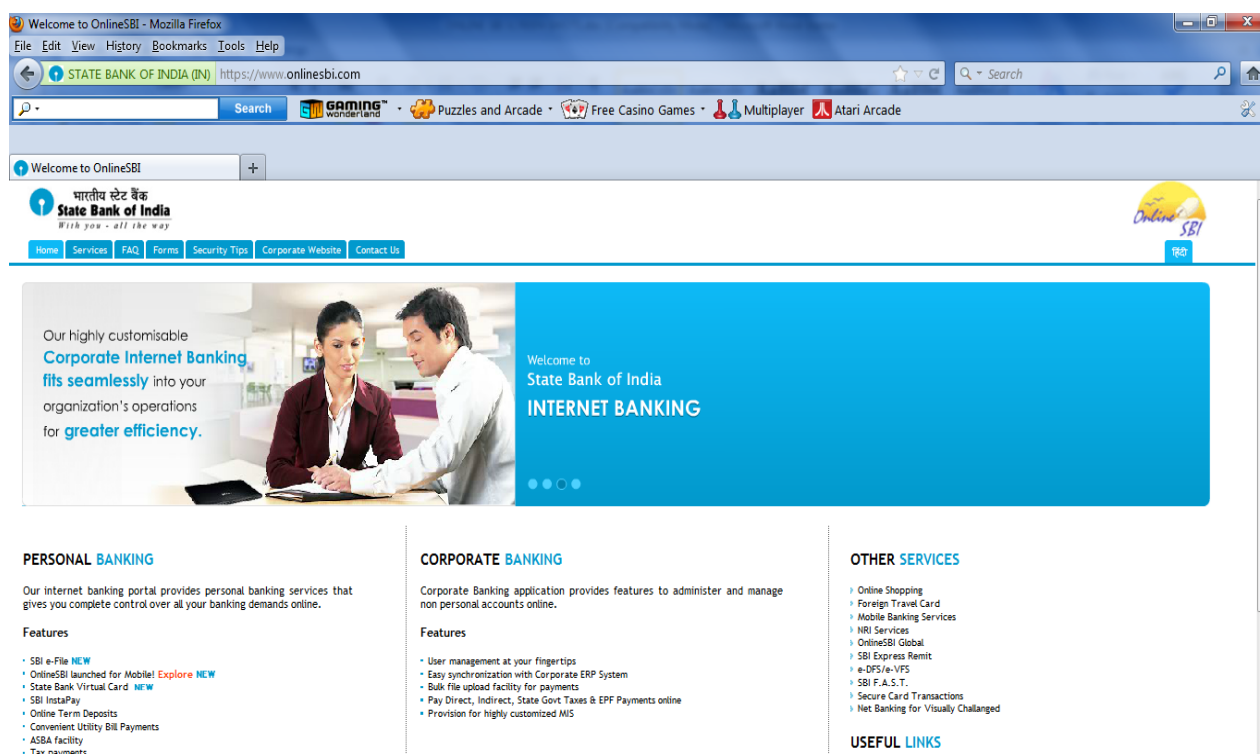 Welcome to OnlineSBI - Mozilla Firefox
File Edit View History Bookmarks Tools Help
STATE BANK OF INDIA (IN) https://www.onlinesbi.com Search
Search GAMING wonderland™ Puzzles and Arcade Free Casino Games Multiplayer Atari Arcade
Welcome to OnlineSBI +
भारतीय स्टेट बैंक
State Bank of India
With you - all the way
Online SBI
Home Services FAQ Forms Security Tips Corporate Website Contact Us हिंदी
Our highly customisable
Corporate Internet Banking
fits seamlessly into your
organization's operations
for greater efficiency.
Welcome to
State Bank of India
INTERNET BANKING
PERSONAL BANKING
Our internet banking portal provides personal banking services that
gives you complete control over all your banking demands online.
Features
SBI e-File NEW
OnlineSBI launched for Mobile! Explore NEW
State Bank Virtual Card NEW
SBI InstaPay
Online Term Deposits
Convenient Utility Bill Payments
ASBA facility
Tax payments
CORPORATE BANKING
Corporate Banking application provides features to administer and manage
non personal accounts online.
Features
User management at your fingertips
Easy synchronization with Corporate ERP System
Bulk file upload facility for payments
Pay Direct, Indirect, State Govt Taxes & EPF Payments online
Provision for highly customized MIS
OTHER SERVICES
Online Shopping
Foreign Travel Card
Mobile Banking Services
NRI Services
OnlineSBI Global
SBI Express Remit
e-DFS/e-VFS
SBI F.A.S.T.
Secure Card Transactions
Net Banking for Visually Challanged
USEFUL LINKS